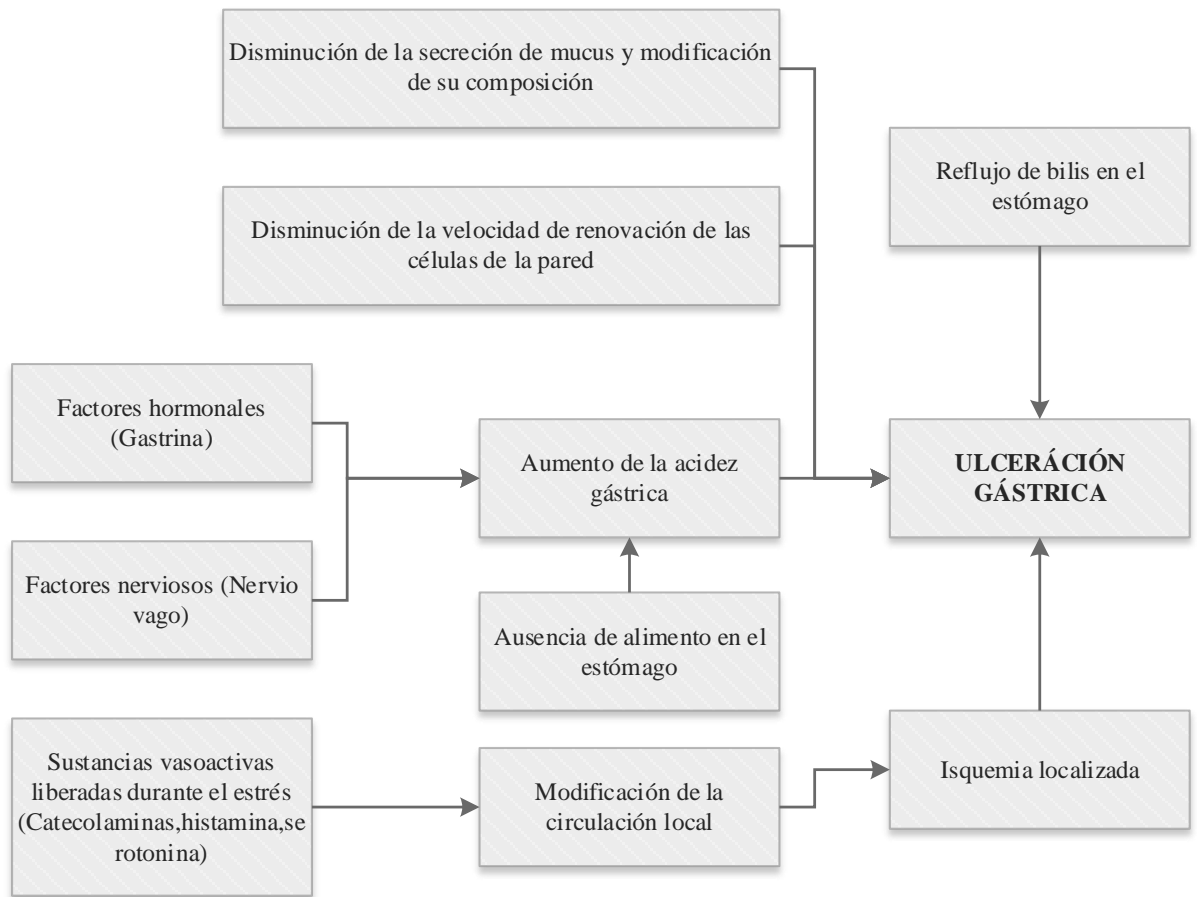 Disminución de la secreción de mucus y modificación
de su composición
Reflujo de bilis en el
estómago
Disminución de la velocidad de renovación de las
células de la pared
Factores hormonales
(Gastrina)
Aumento de la acidez
gástrica
ULCERÁCIÓN
GÁSTRICA
Factores nerviosos (Nervio
vago)
Ausencia de alimento en el
estómago
Sustancias vasoactivas
liberadas durante el estrés
(Catecolaminas,histamina,se
rotonina)
Modificación de la
circulación local
Isquemia localizada